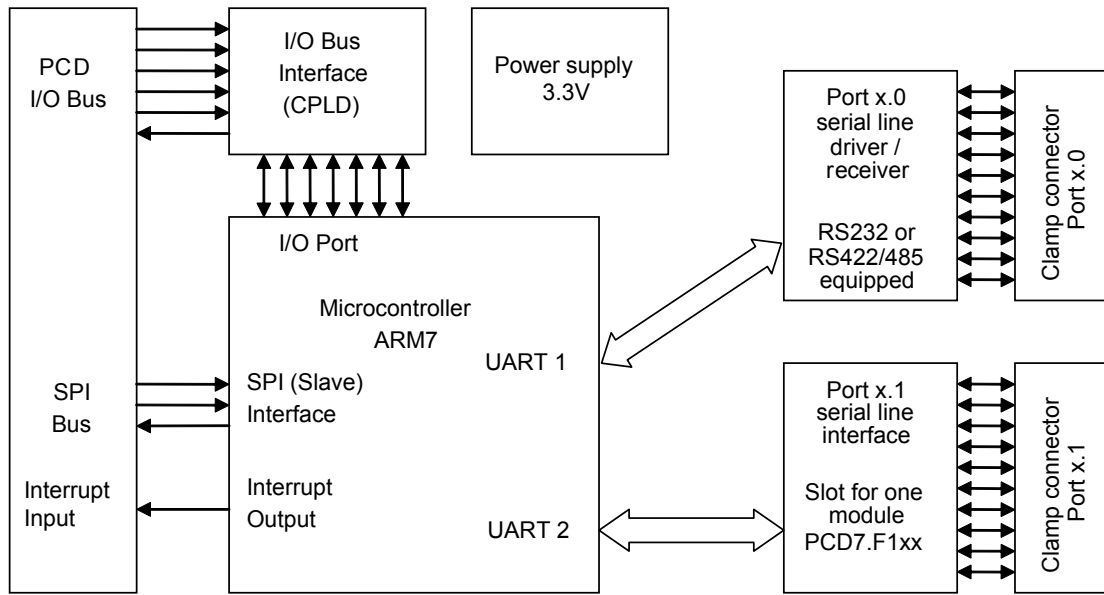 PCD
I/O Bus
SPI
Bus
Interrupt
Input
I/O Bus
Interface
(CPLD)
Power supply
3.3V
I/O Port
Microcontroller
ARM7
UART 1
SPI (Slave)
Interface
Interrupt
Output
UART 2
Port x.0
serial line
driver /
receiver
RS232 or
RS422/485
equipped
Clamp connector
Port x.0
Port x.1
serial line
interface
Slot for one
module
PCD7.F1xx
Clamp connector
Port x.1